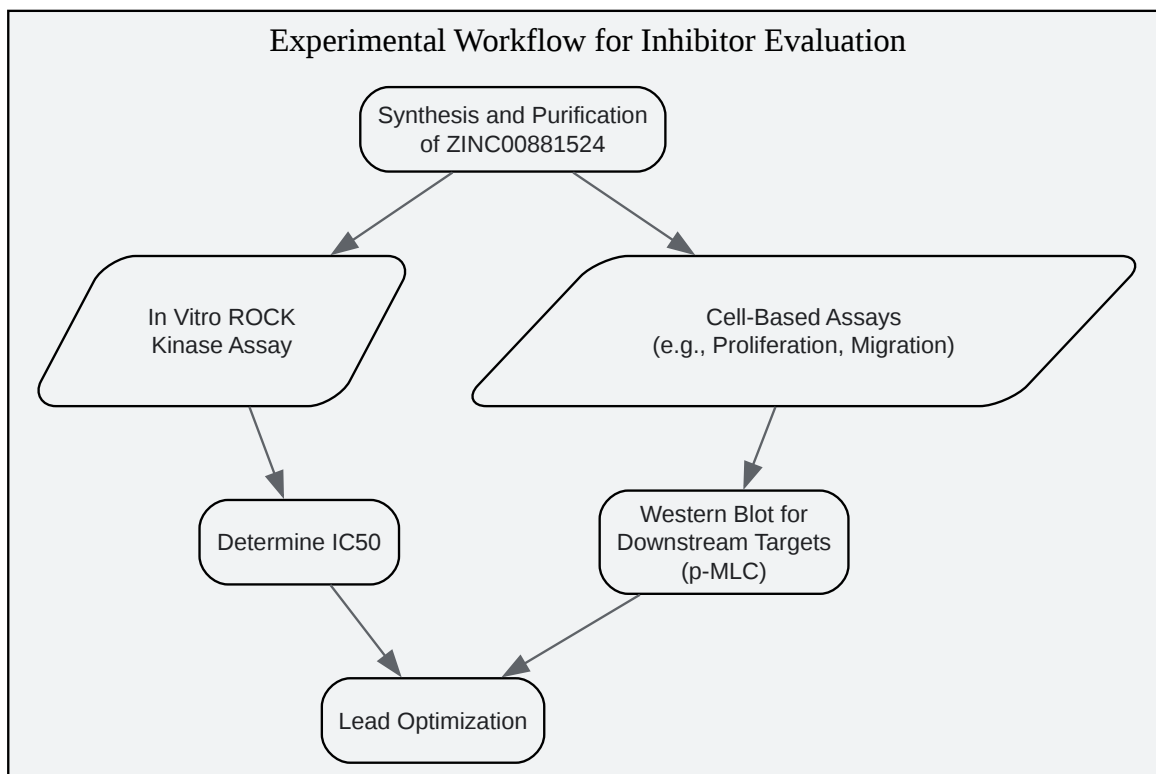 Experimental Workflow for Inhibitor Evaluation
Synthesis and Purification
of ZINC00881524
In Vitro ROCK
Kinase Assay
Cell-Based Assays
(e.g., Proliferation, Migration)
Determine IC50
Western Blot for
Downstream Targets
(p-MLC)
Lead Optimization